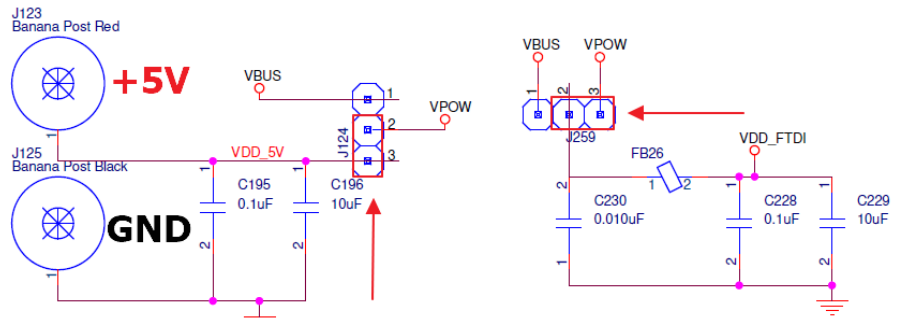 J123
Banana Post Red
+5V
1
J125
Banana Post Black
GND
1
VBUS
1
VPOW
2
J124
3
VDD_5V
1
C195
0.1uF
2
1
C196
10uF
2
VBUS
VPOW
1
2
3
J259
VDD_FTDI
FB26
1
2
2
C230
0.010uF
1
1
C228
0.1uF
2
1
C229
10uF
2